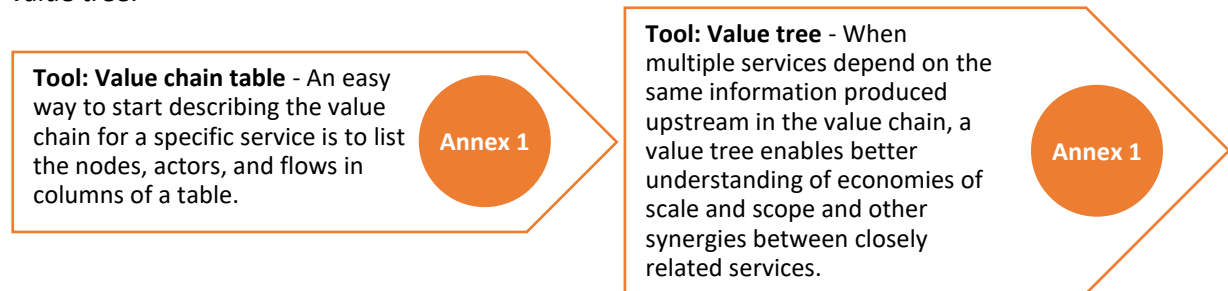 value tree.
Tool: Value chain table - An easy
way to start describing the value
chain for a specific service is to list
the nodes, actors, and flows in
columns of a table.
Annex 1
Tool: Value tree - When
multiple services depend on the
same information produced
upstream in the value chain, a
value tree enables better
understanding of economies of
scale and scope and other
synergies between closely
related services.
Annex 1